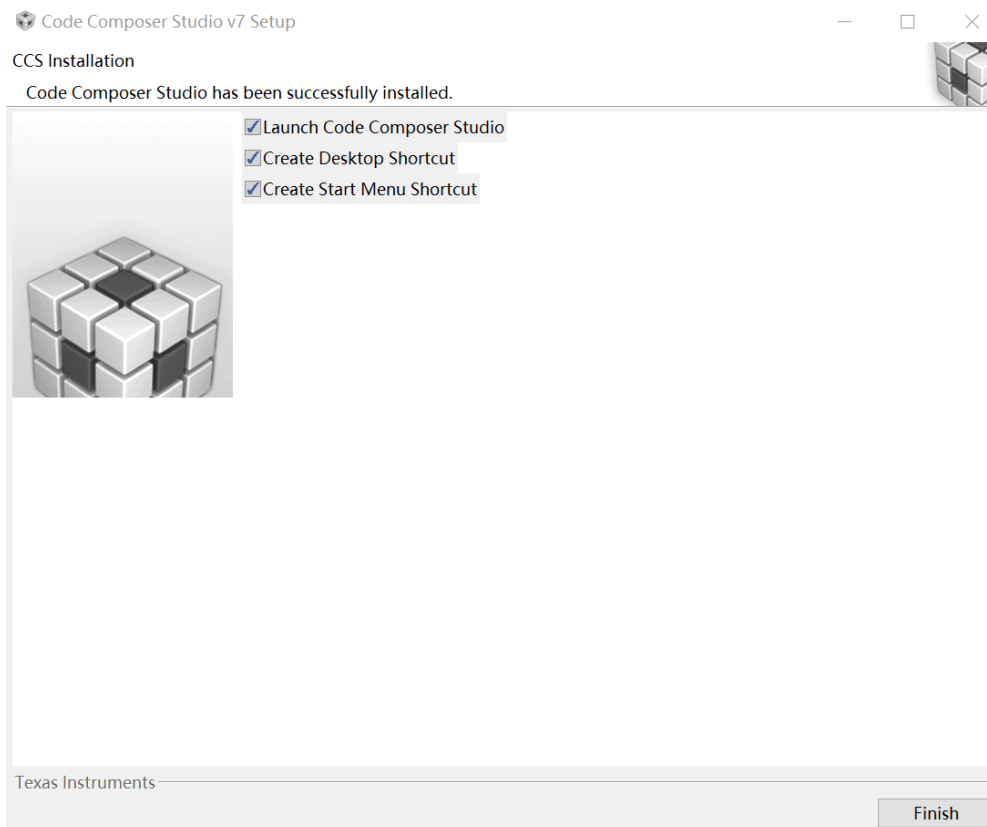 Code Composer Studio v7 Setup
CCS Installation
Code Composer Studio has been successfully installed.
Launch Code Composer Studio
Create Desktop Shortcut
Create Start Menu Shortcut
Texas Instruments
Finish